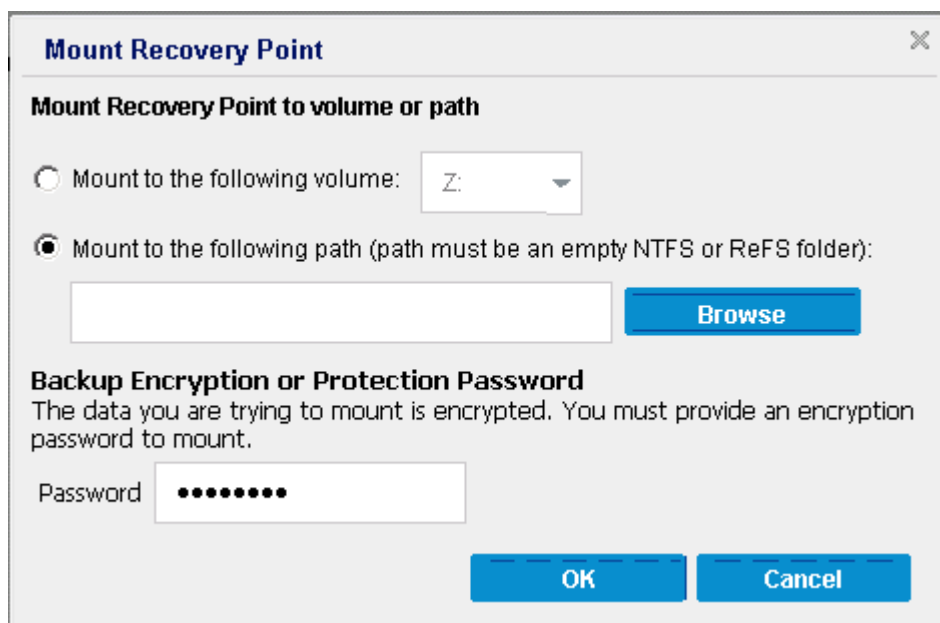 Mount Recovery Point
Mount Recovery Point to volume or path
Mount to the following volume: Z:
Mount to the following path (path must be an empty NTFS or ReFS folder):
Browse
Backup Encryption or Protection Password
The data you are trying to mount is encrypted. You must provide an encryption
password to mount.
Password ••••••••
OK Cancel